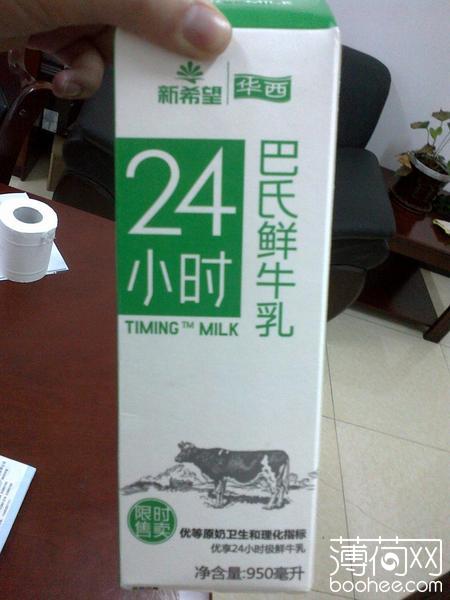 新希望 华西
24
小时
巴氏鲜牛乳
TIMING™ MILK
限时
售卖
优等原奶卫生和理化指标
优享24小时极鲜牛乳
净含量:950毫升
薄荷网
boohee.com